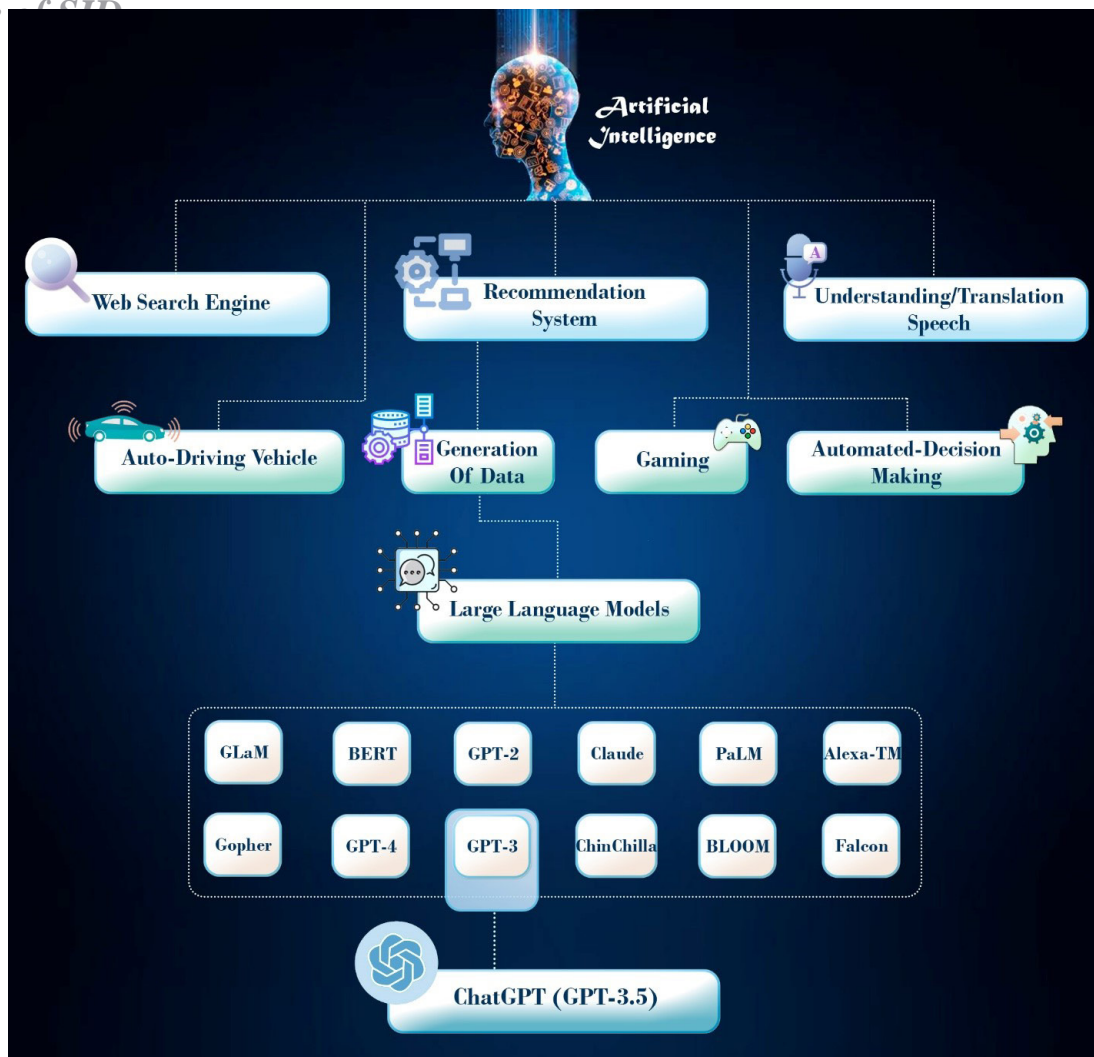 of SID
Artificial
Intelligence
Web Search Engine
Recommendation
System
A
Understanding/Translation
Speech
Auto-Driving Vehicle
Generation
Of Data
Gaming
Automated-Decision
Making
Large Language Models
GLaM
BERT
GPT-2
Claude
PaLM
Alexa-TM
Gopher
GPT-4
GPT-3
ChinChilla
BLOOM
Falcon
ChatGPT (GPT-3.5)